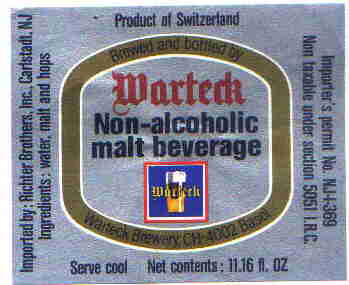 Product of Switzerland
Brewed and bottled by
Warteck
Non-alcoholic
malt beverage
Warteck
Warteck Brewery, CH-4002 Basel
Serve cool Net contents: 11.16 fl. OZ
Imported by: Richter Brothers, Inc., Carlstadt, NJ
Ingredients: water, malt and hops
Importer's permit No. NJ-I-369
Non taxable under section 5051 I.R.C.